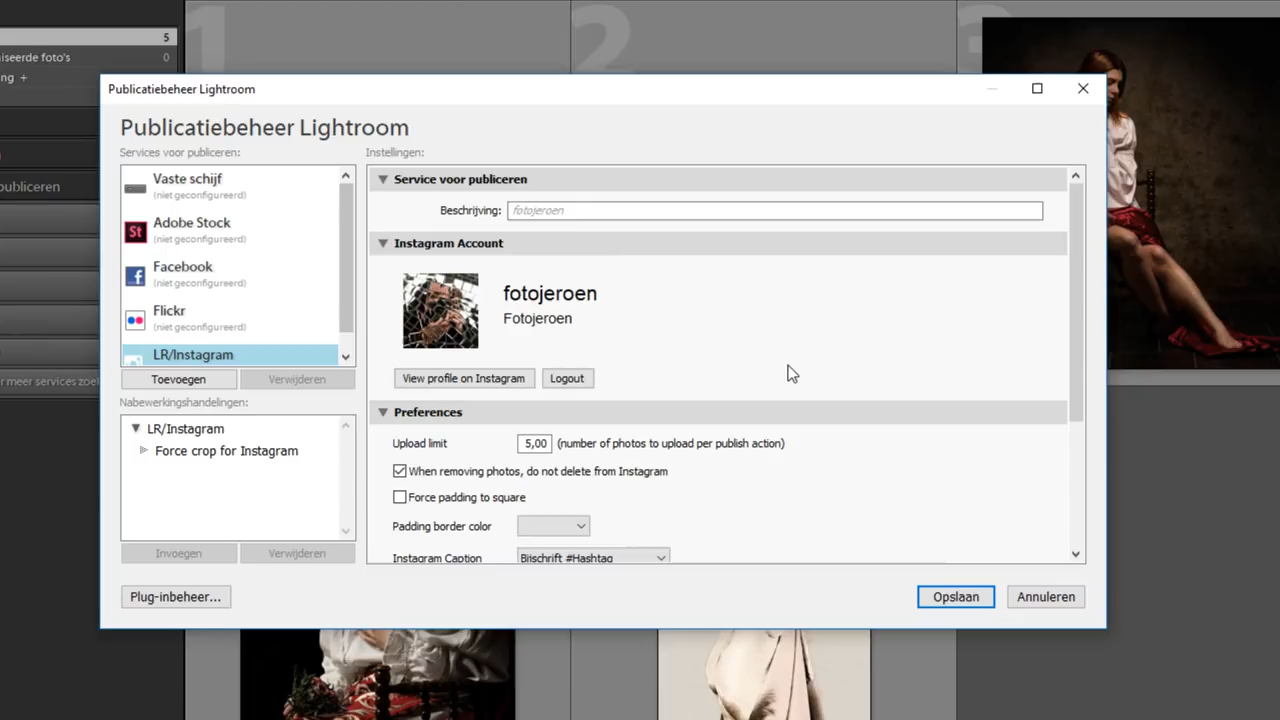 1
2
3
5
iseerde foto's 0
ng +
Publicatiebeheer Lightroom
Publicatiebeheer Lightroom
Services voor publiceren:
Instellingen:
publiceren
r meer services zoel
Vaste schijf
(niet geconfigureerd)
Adobe Stock
(niet geconfigureerd)
Facebook
(niet geconfigureerd)
Flickr
(niet geconfigureerd)
LR/Instagram
Toevoegen
Verwijderen
Nabewerkingshandelingen:
LR/Instagram
Force crop for Instagram
Invoegen
Verwijderen
Plug-inbeheer...
Service voor publiceren
Beschrijving: fotojeroen
Instagram Account
fotojeroen
Fotojeroen
View profile on Instagram
Logout
Preferences
Upload limit 5,00 (number of photos to upload per publish action)
When removing photos, do not delete from Instagram
Force padding to square
Padding border color
Instagram Caption Bijschrift #Hashtag
Opslaan
Annuleren